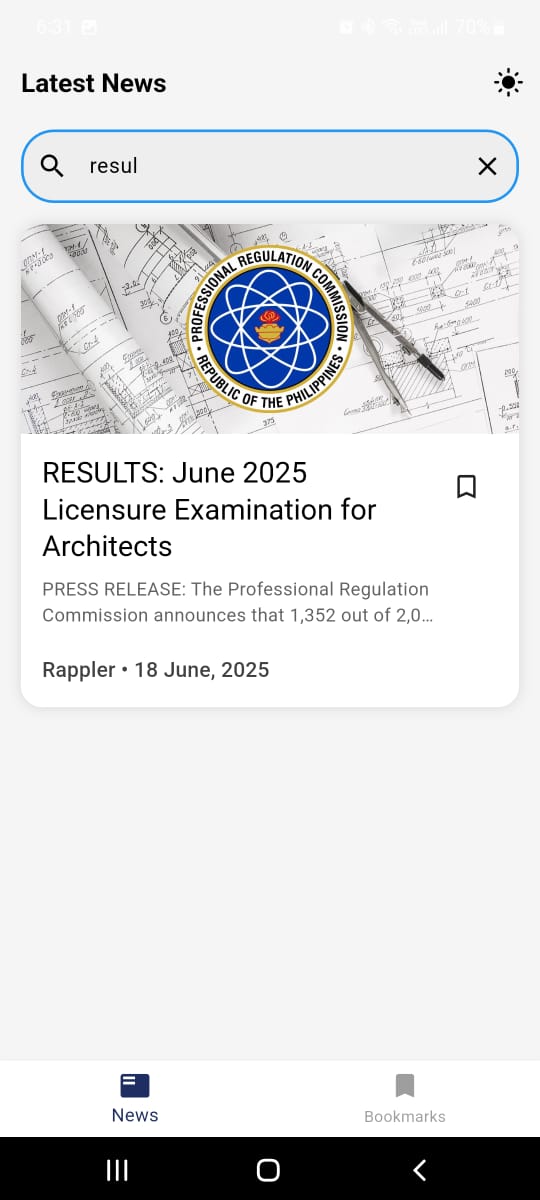 6:31
70%
Latest News
resul
PROFESSIONAL REGULATION COMMISSION
REPUBLIC OF THE PHILIPPINES
RESULTS: June 2025
Licensure Examination for
Architects
PRESS RELEASE: The Professional Regulation
Commission announces that 1,352 out of 2,0...
Rappler • 18 June, 2025
News
Bookmarks